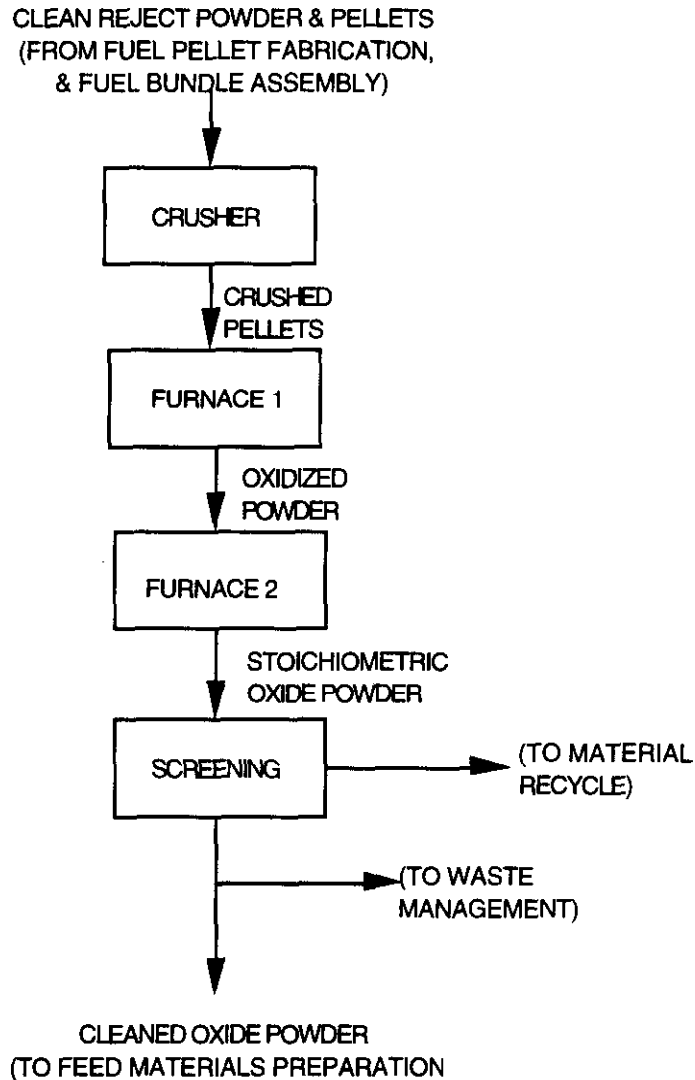 CLEAN REJECT POWDER & PELLETS
(FROM FUEL PELLET FABRICATION,
& FUEL BUNDLE ASSEMBLY)
CRUSHER
CRUSHED
PELLETS
FURNACE 1
OXIDIZED
POWDER
FURNACE 2
STOICHIOMETRIC
OXIDE POWDER
SCREENING
(TO MATERIAL
RECYCLE)
(TO WASTE
MANAGEMENT)
CLEANED OXIDE POWDER
(TO FEED MATERIALS PREPARATION